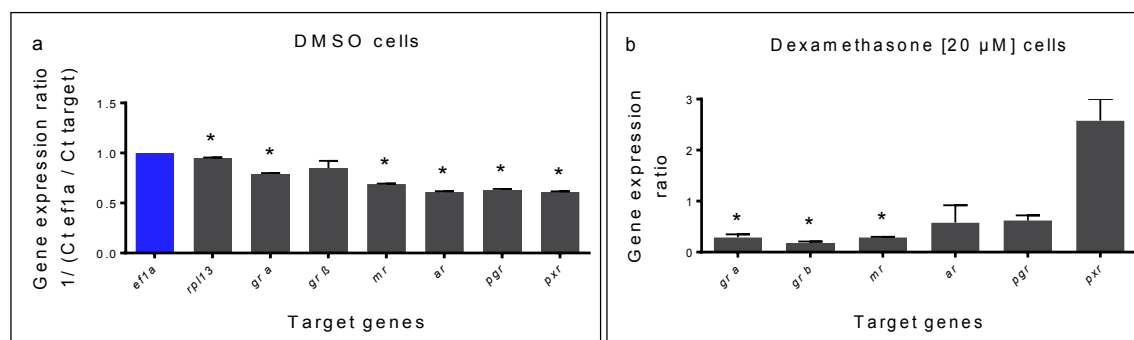 a
DMSO cells
Gene expression ratio
1/ (Ct ef1a / Ct target)
1.5
1.0
0.5
0.0
* * * * * *
ef1a rpl13 gr a gr ß mr ar pgr pxr
Target genes
b
Dexamethasone [20 µM] cells
Gene expression
ratio
3
2
1
0
* * *
gr a gr b mr ar pgr pxr
Target genes